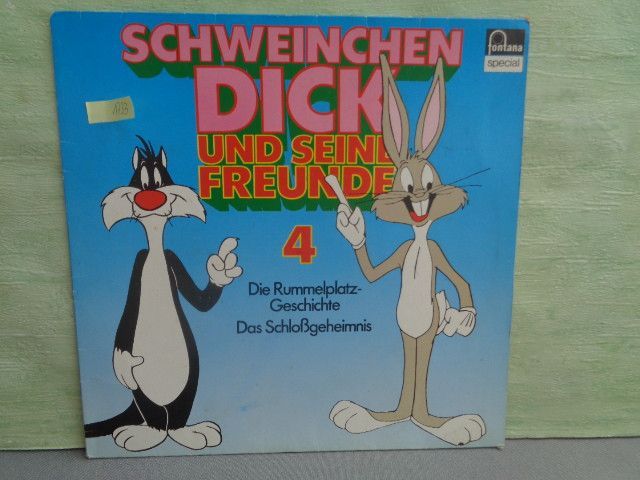 SCHWEINCHEN
DICK
UND SEINE
FREUNDE
fontana
special
4
Die Rummelplatz-
Geschichte
Das Schloßgeheimnis